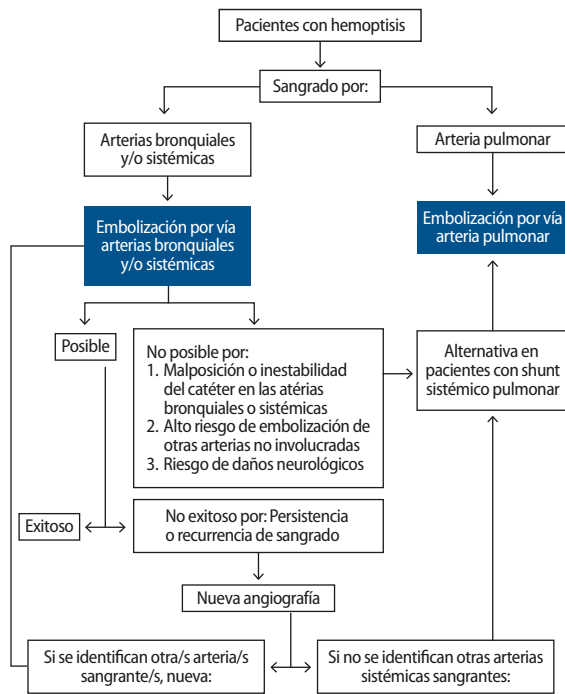 Pacientes con hemoptisis
Sangrado por:
Arterias bronquiales
y/o sistémicas
Arteria pulmonar
Embolización por vía
arterias bronquiales
y/o sistémicas
Embolización por vía
arteria pulmonar
Posible
No posible por:
1. Malposición o inestabilidad
del catéter en las atérias
bronquiales o sistémicas
2. Alto riesgo de embolización de
otras arterias no involucradas
3. Riesgo de daños neurológicos
Alternativa en
pacientes con shunt
sistémico pulmonar
Exitoso
No exitoso por: Persistencia
o recurrencia de sangrado
Nueva angiografía
Si se identifican otra/s arteria/s
sangrante/s, nueva:
Si no se identifican otras arterias
sistémicas sangrantes: